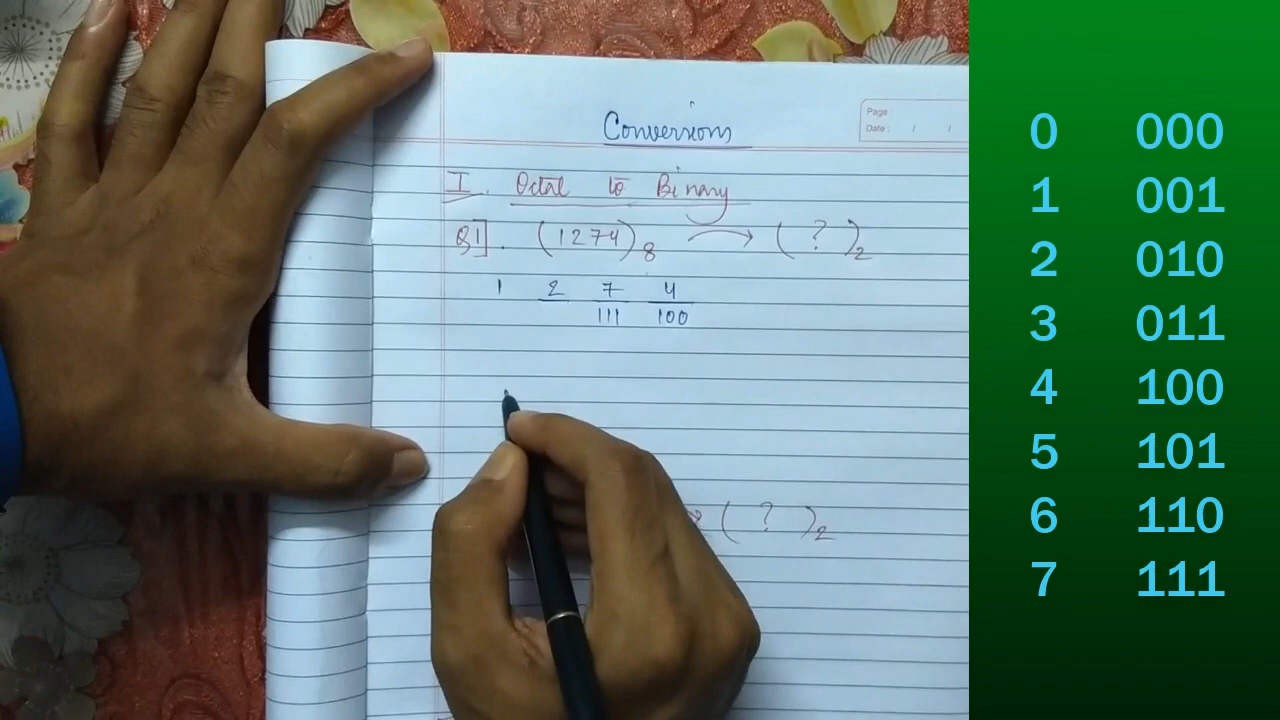 Conversions
Page :
Date : / /
I. Octal to Binary
Q1]. (1274)8 → ( ? )2
1 2 7 4
111 100
( ? )2
0 000
1 001
2 010
3 011
4 100
5 101
6 110
7 111